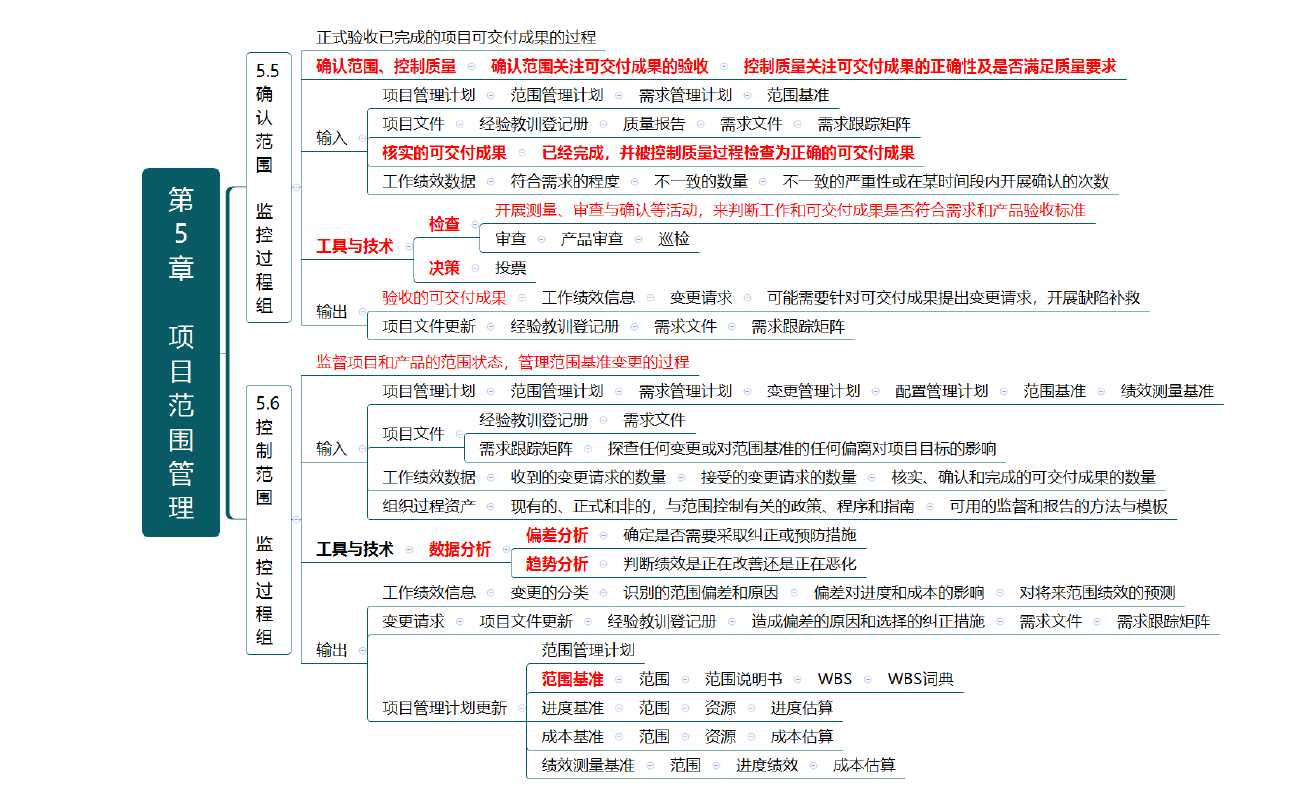 第5章 项目范围管理
5.5 确认范围 监控过程组
正式验收已完成的项目可交付成果的过程
确认范围、控制质量 确认范围关注可交付成果的验收 控制质量关注可交付成果的正确性及是否满足质量要求
输入
项目管理计划 范围管理计划 需求管理计划 范围基准
项目文件 经验教训登记册 质量报告 需求文件 需求跟踪矩阵
核实的可交付成果 已经完成，并被控制质量过程检查为正确的可交付成果
工作绩效数据 符合需求的程度 不一致的数量 不一致的严重性或在某时间段内开展确认的次数
工具与技术
检查
开展测量、审查与确认等活动，来判断工作和可交付成果是否符合需求和产品验收标准
审查 产品审查 巡检
决策 投票
输出
验收的可交付成果 工作绩效信息 变更请求 可能需要针对可交付成果提出变更请求，开展缺陷补救
项目文件更新 经验教训登记册 需求文件 需求跟踪矩阵
5.6 控制范围 监控过程组
监督项目和产品的范围状态，管理范围基准变更的过程
输入
项目管理计划 范围管理计划 需求管理计划 变更管理计划 配置管理计划 范围基准 绩效测量基准
项目文件
经验教训登记册 需求文件
需求跟踪矩阵 探查任何变更或对范围基准的任何偏离对项目目标的影响
工作绩效数据 收到的变更请求的数量 接受的变更请求的数量 核实、确认和完成的可交付成果的数量
组织过程资产 现有的、正式和非的，与范围控制有关的政策、程序和指南 可用的监督和报告的方法与模板
工具与技术 数据分析
偏差分析 确定是否需要采取纠正或预防措施
趋势分析 判断绩效是正在改善还是正在恶化
输出
工作绩效信息 变更的分类 识别的范围偏差和原因 偏差对进度和成本的影响 对将来范围绩效的预测
变更请求 项目文件更新 经验教训登记册 造成偏差的原因和选择的纠正措施 需求文件 需求跟踪矩阵
项目管理计划更新
范围管理计划
范围基准 范围 范围说明书 WBS WBS词典
进度基准 范围 资源 进度估算
成本基准 范围 资源 成本估算
绩效测量基准 范围 进度绩效 成本估算